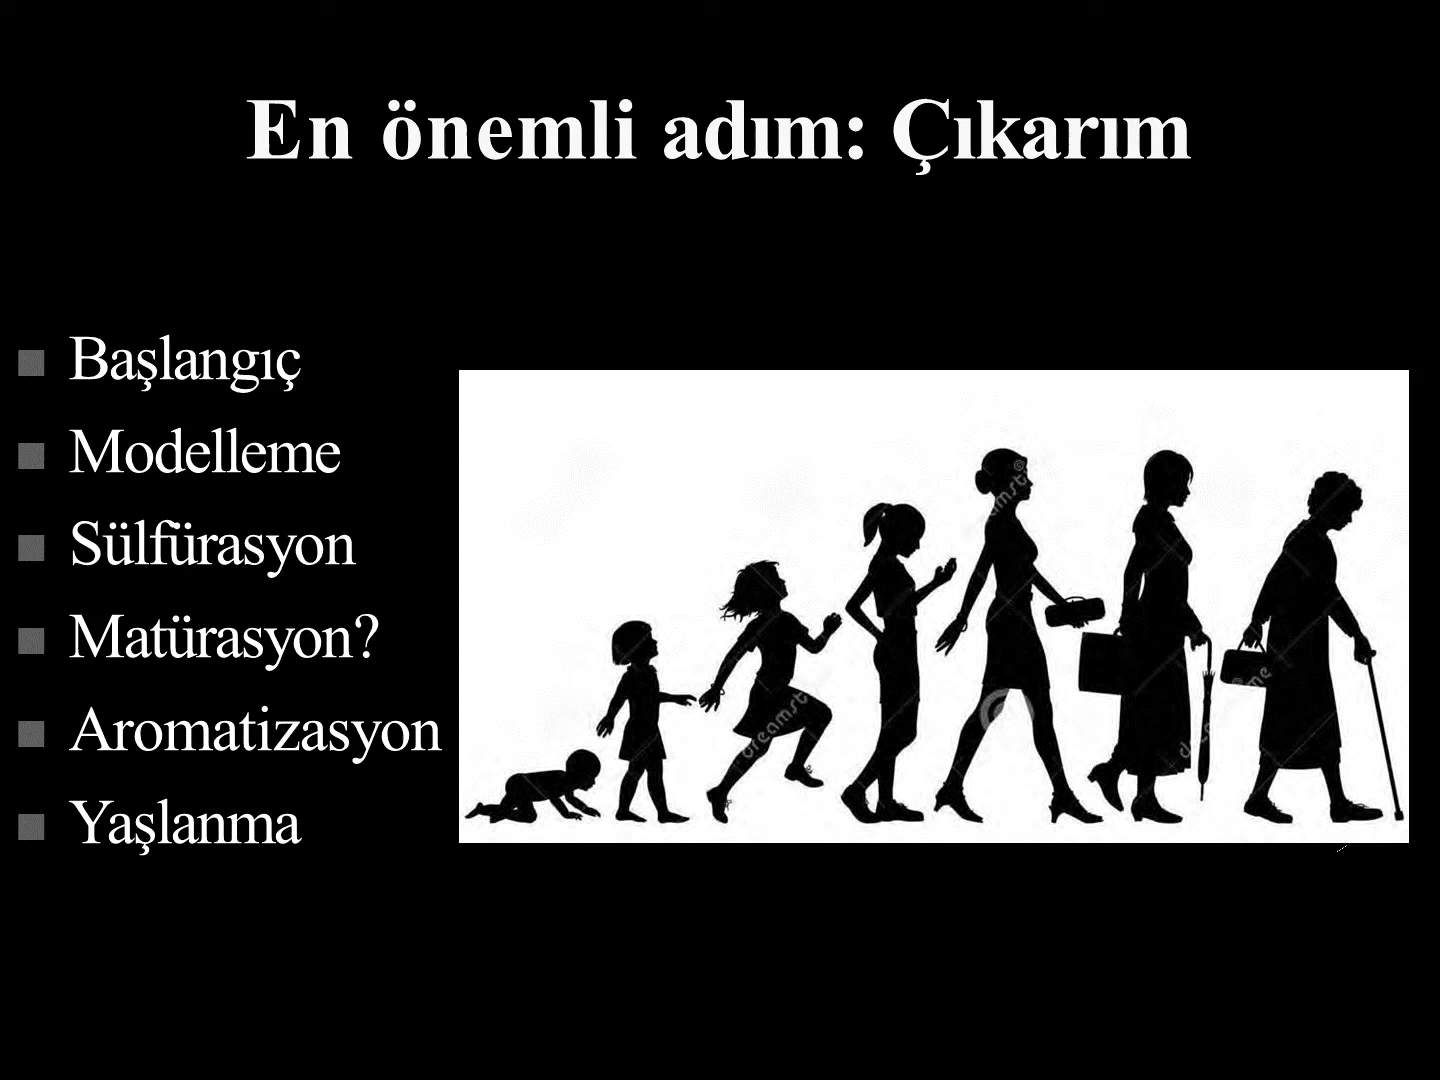 En önemli adım: Çıkarım
Başlangıç
Modelleme
Sülfürasyon
Matürasyon?
Aromatizasyon
Yaşlanma